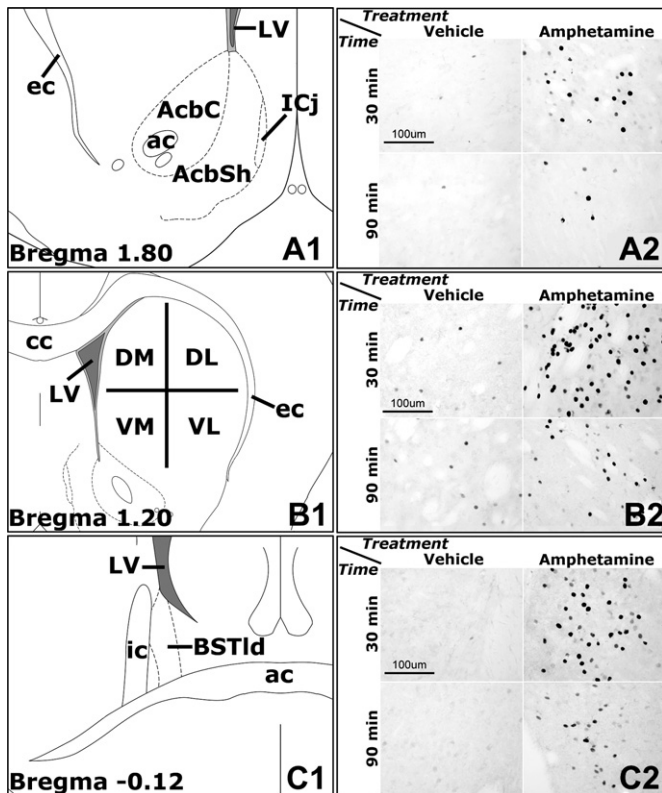 LV
ec
AcbC
ICj
ac
AcbSh
Bregma 1.80
A1
Treatment
Time
Vehicle
Amphetamine
30 min
100um
90 min
A2
cc
DM
DL
LV
VM
VL
ec
Bregma 1.20
B1
Treatment
Time
Vehicle
Amphetamine
30 min
100um
90 min
B2
LV
ic
BSTld
ac
Bregma -0.12
C1
Treatment
Time
Vehicle
Amphetamine
30 min
100um
90 min
C2